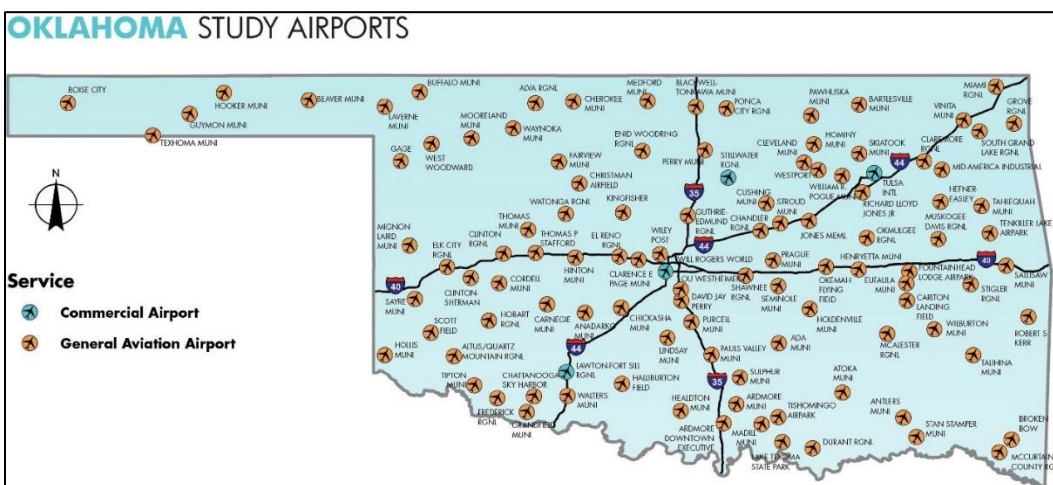 OKLAHOMA STUDY AIRPORTS
BOISE CITY
HOOKER MUNI
GUYMON MUNI
TEXHOMA MUNI
BEAVER MUNI
BUFFALO MUNI
LAVERNE
MUNI
GAGE
WEST
WOODWARD
MOORELAND
MUNI
ALVA RGNL
WAYNOKA
MUNI
CHEROKEE MUNI
MEDFORD
MUNI
BLACKWELL-
TONKAWA MUNI
PONCA
CITY RGNL
PAWHUSKA
MUNI
BARTLESVILLE
MUNI
MIAMI
RGNL
VINITA
MUNI
GROVE
RGNL
SOUTH GRAND
LAKE RGNL
CLAREMORE
RGNL
MID-AMERICA INDUSTRIAL
FAIRVIEW
MUNI
ENID WOODRING
RGNL
PERRY MUNI
STILLWATER
RGNL
CLEVELAND
MUNI
HOMINY
MUNI
SKIATOOK
MUNI
WESTPORT
WILLIAM R.
POGUE MUNI
TULSA
INTL
44
RICHARD LLOYD
JONES JR
CHRISTMAN
AIRFIELD
WATONGA RGNL
KINGFISHER
35
GUTHRIE-
EDMUND
RGNL
CUSHING
MUNI
STROUD
MUNI
CHANDLER
RGNL
JONES MEML
HEFNER-
EASLEY
TAHLEQUAH
MUNI
MUSKOGEE
DAVIS RGNL
TENKILLER LAKE
AIRPARK
OKMULGEE
RGNL
MIGNON
LAIRD MUNI
ELK CITY
RGNL
CLINTON
RGNL
THOMAS
MUNI
THOMAS P
STAFFORD
HINTON
MUNI
EL RENO
RGNL
WILEY
POST
44
CLARENCE E
PAGE MUNI
WILL ROGERS WORLD
OU WESTHEIMER
PRAGUE
MUNI
SHAWNEE
RGNL
SEMINOLE
MUNI
OKEMAH
FLYING
FIELD
HENRYETTA MUNI
EUFAULA
MUNI
FOUNTAINHEAD
LODGE AIRPARK
40
SALLISAW
MUNI
STIGLER
RGNL
40
SAYRE
MUNI
CLINTON-
SHERMAN
CORDELL
MUNI
HOBART
RGNL
CARNEGIE
MUNI
ANADARKO
MUNI
CHICKASHA
MUNI
DAVID JAY
PERRY
PURCELL
MUNI
HOLDENVILLE
MUNI
CARLTON
LANDING
FIELD
ROBERT S
KERR
SCOTT
FIELD
HOLLIS
MUNI
ALTUS/QUARTZ
MOUNTAIN RGNL
44
LINDSAY
MUNI
PAULS VALLEY
MUNI
ADA
MUNI
MCALESTER
RGNL
WILBURTON
MUNI
TALIHINA
MUNI
TIPTON
MUNI
CHATTANOOGA
SKY HARBOR
LAWTON-FORT SILL
RGNL
HALLIBURTON
FIELD
35
SULPHUR
MUNI
ATOKA
MUNI
FREDERICK
RGNL
GRANDFIELD
MUNI
WALTERS
MUNI
HEALDTON
MUNI
ARDMORE
MUNI
TISHOMINGO
AIRPARK
ANTLERS
MUNI
BROKEN
BOW
ARDMORE
DOWNTOWN
EXECUTIVE
MADILL
MUNI
LAKE TEXOMA
STATE PARK
DURANT RGNL
STAN STAMPER
MUNI
MCCURTAIN
COUNTY RG
N
Service
Commercial Airport
General Aviation Airport